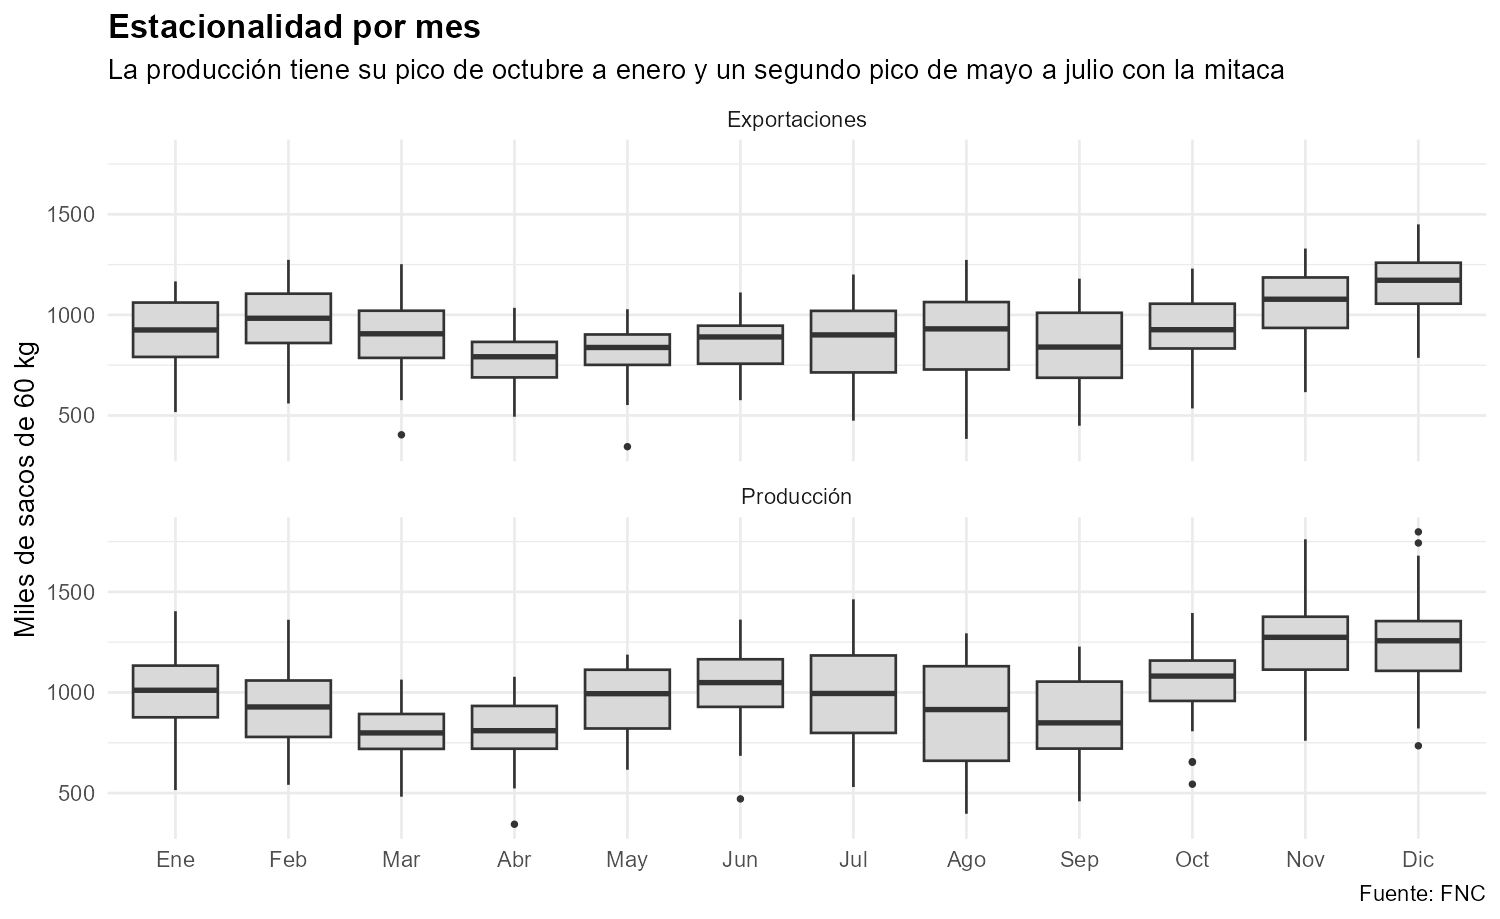 Estacionalidad por mes
La producción tiene su pico de octubre a enero y un segundo pico de mayo a julio con la mitaca
Exportaciones
1500
1000
500
Miles de sacos de 60 kg
Producción
1500
1000
500
Ene Feb Mar Abr May Jun Jul Ago Sep Oct Nov Dic
Fuente: FNC